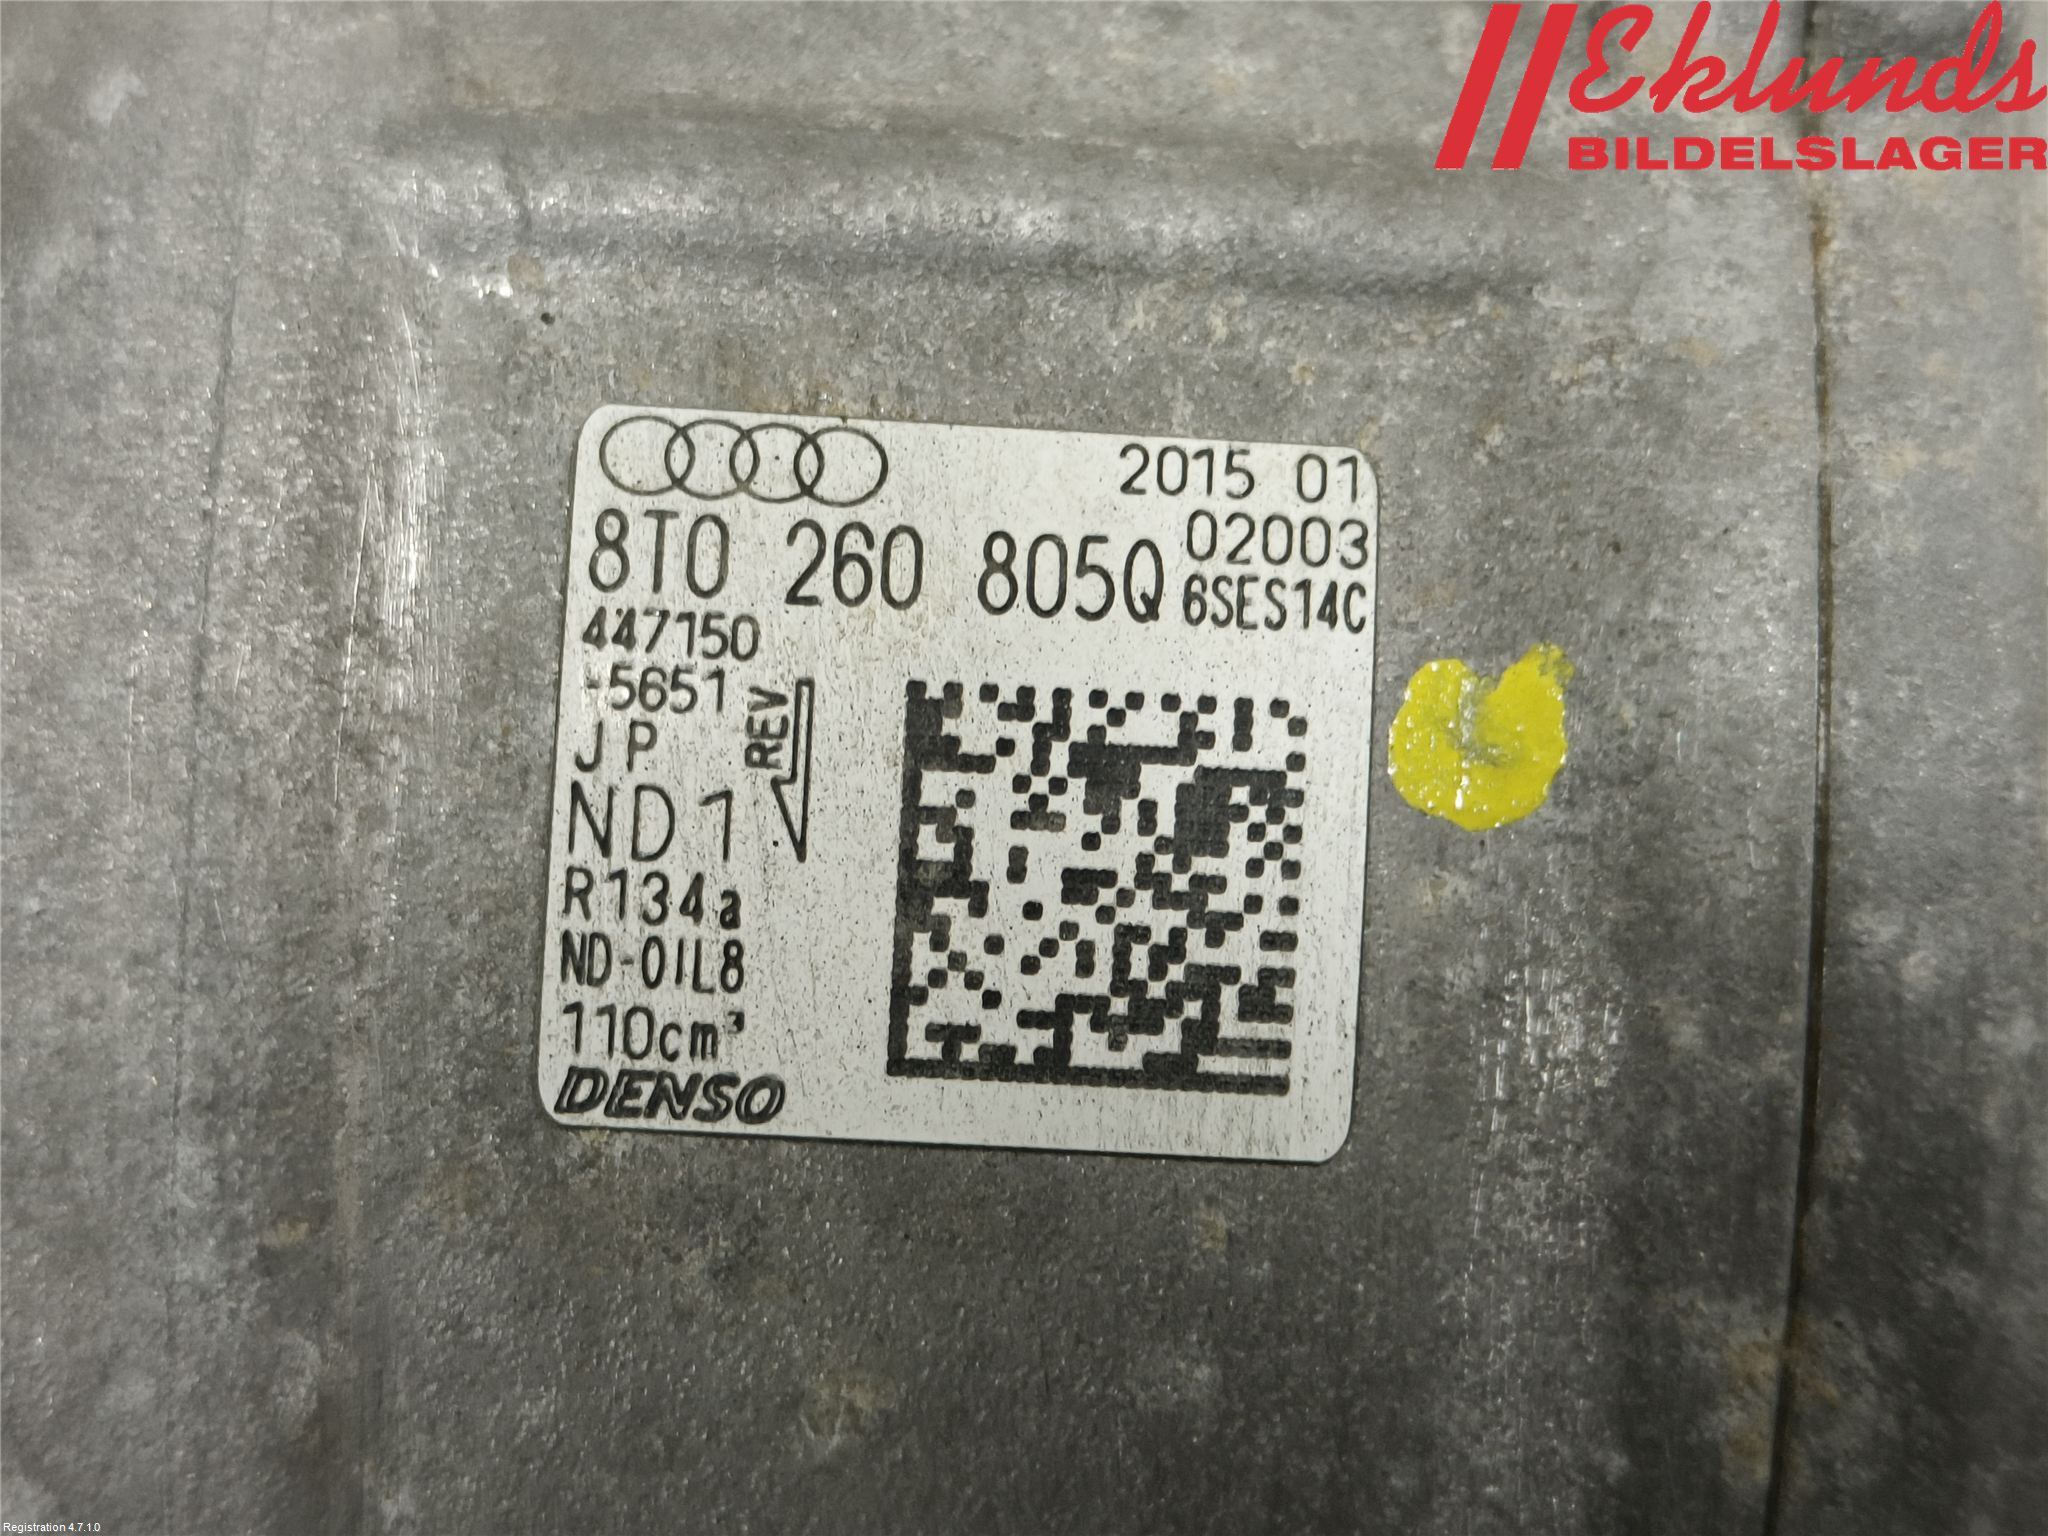 Eklunds
BILDELSLAGER
2015 01
02003
8T0 260 805Q 6SES14C
447150
-5651
REV
JP
ND1
R134a
ND-OIL8
110cm³
DENSO
Registration 4.7.1.0